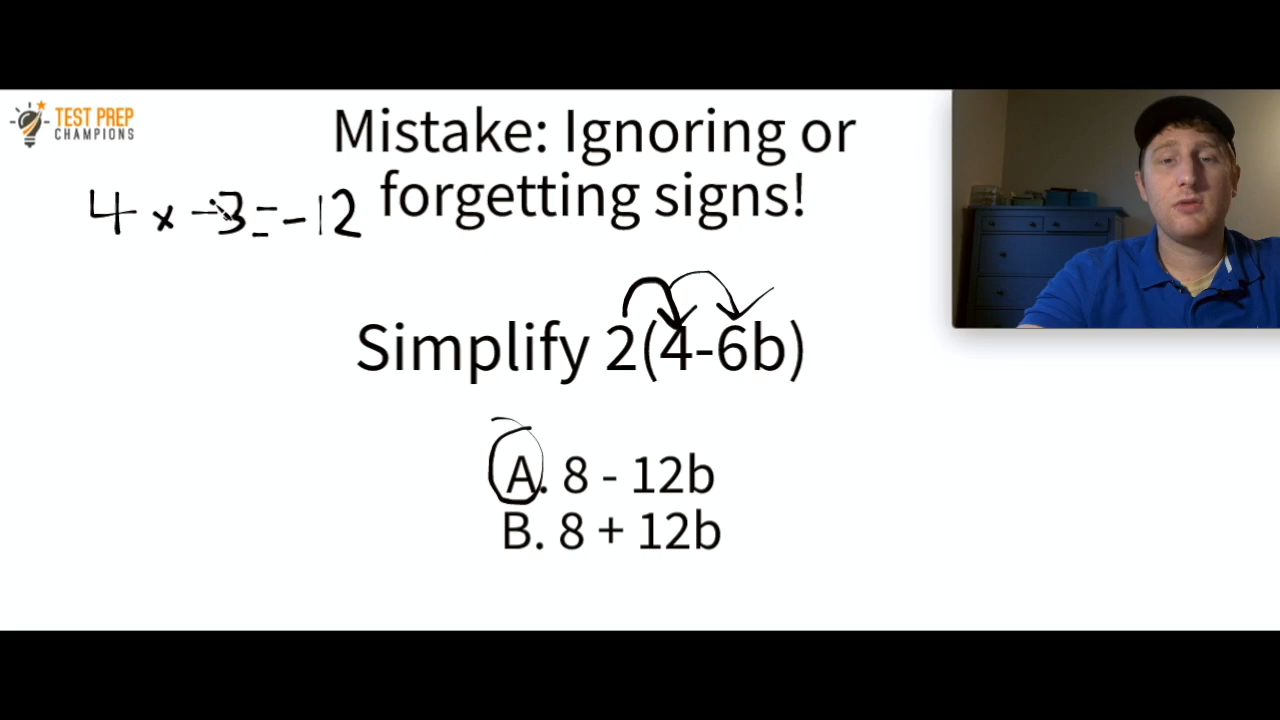 TEST PREP
CHAMPIONS
Mistake: Ignoring or
forgetting signs!
4 x -3 = -12
Simplify 2(4-6b)
A. 8 - 12b
B. 8 + 12b